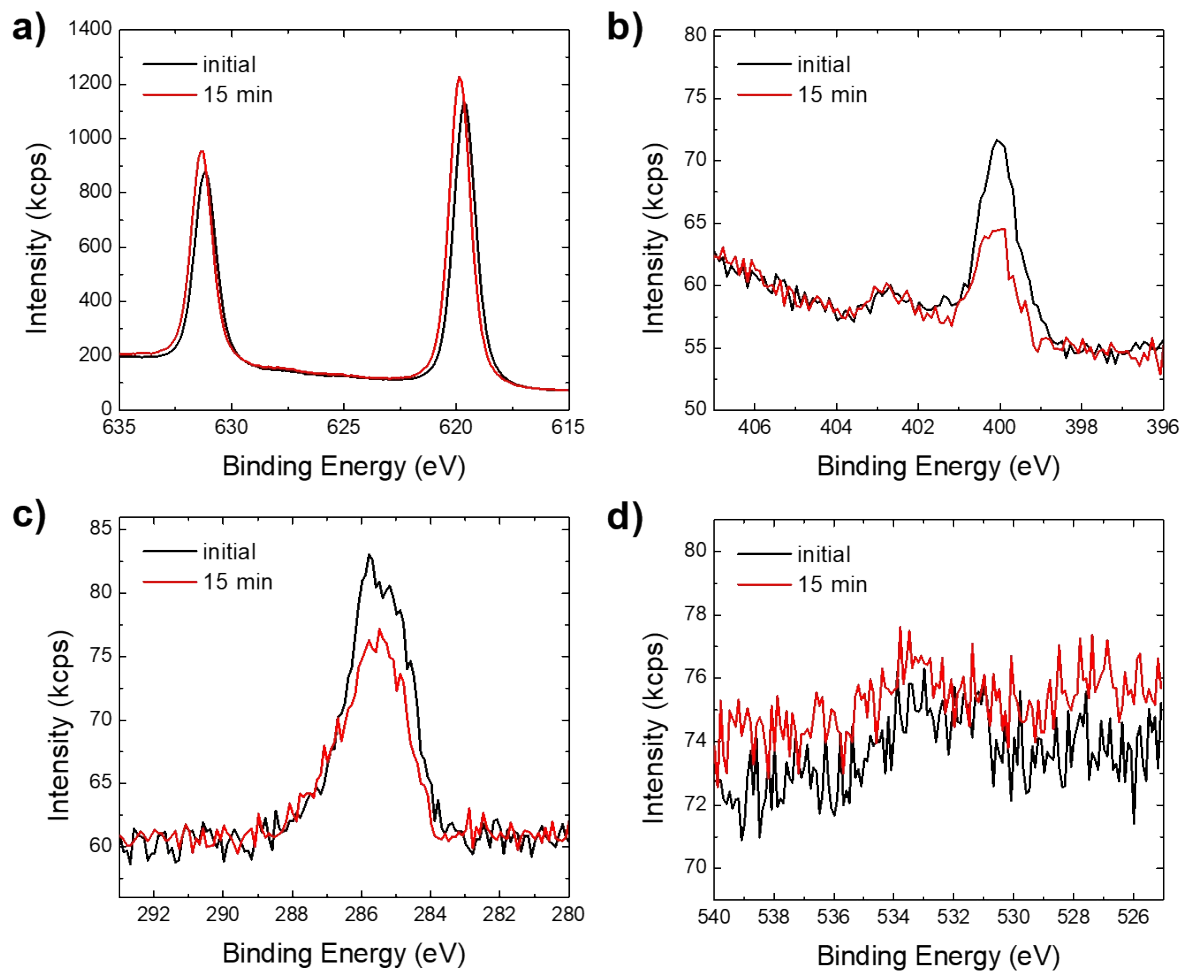 a)
1400
1200
1000
800
600
400
200
0
initial
15 min
Intensity (kcps)
635
630
625
620
615
Binding Energy (eV)
b)
80
75
70
65
60
55
50
initial
15 min
Intensity (kcps)
406
404
402
400
398
396
Binding Energy (eV)
c)
85
80
75
70
65
60
initial
15 min
Intensity (kcps)
292
290
288
286
284
282
280
Binding Energy (eV)
d)
80
78
76
74
72
70
initial
15 min
Intensity (kcps)
540
538
536
534
532
530
528
526
Binding Energy (eV)